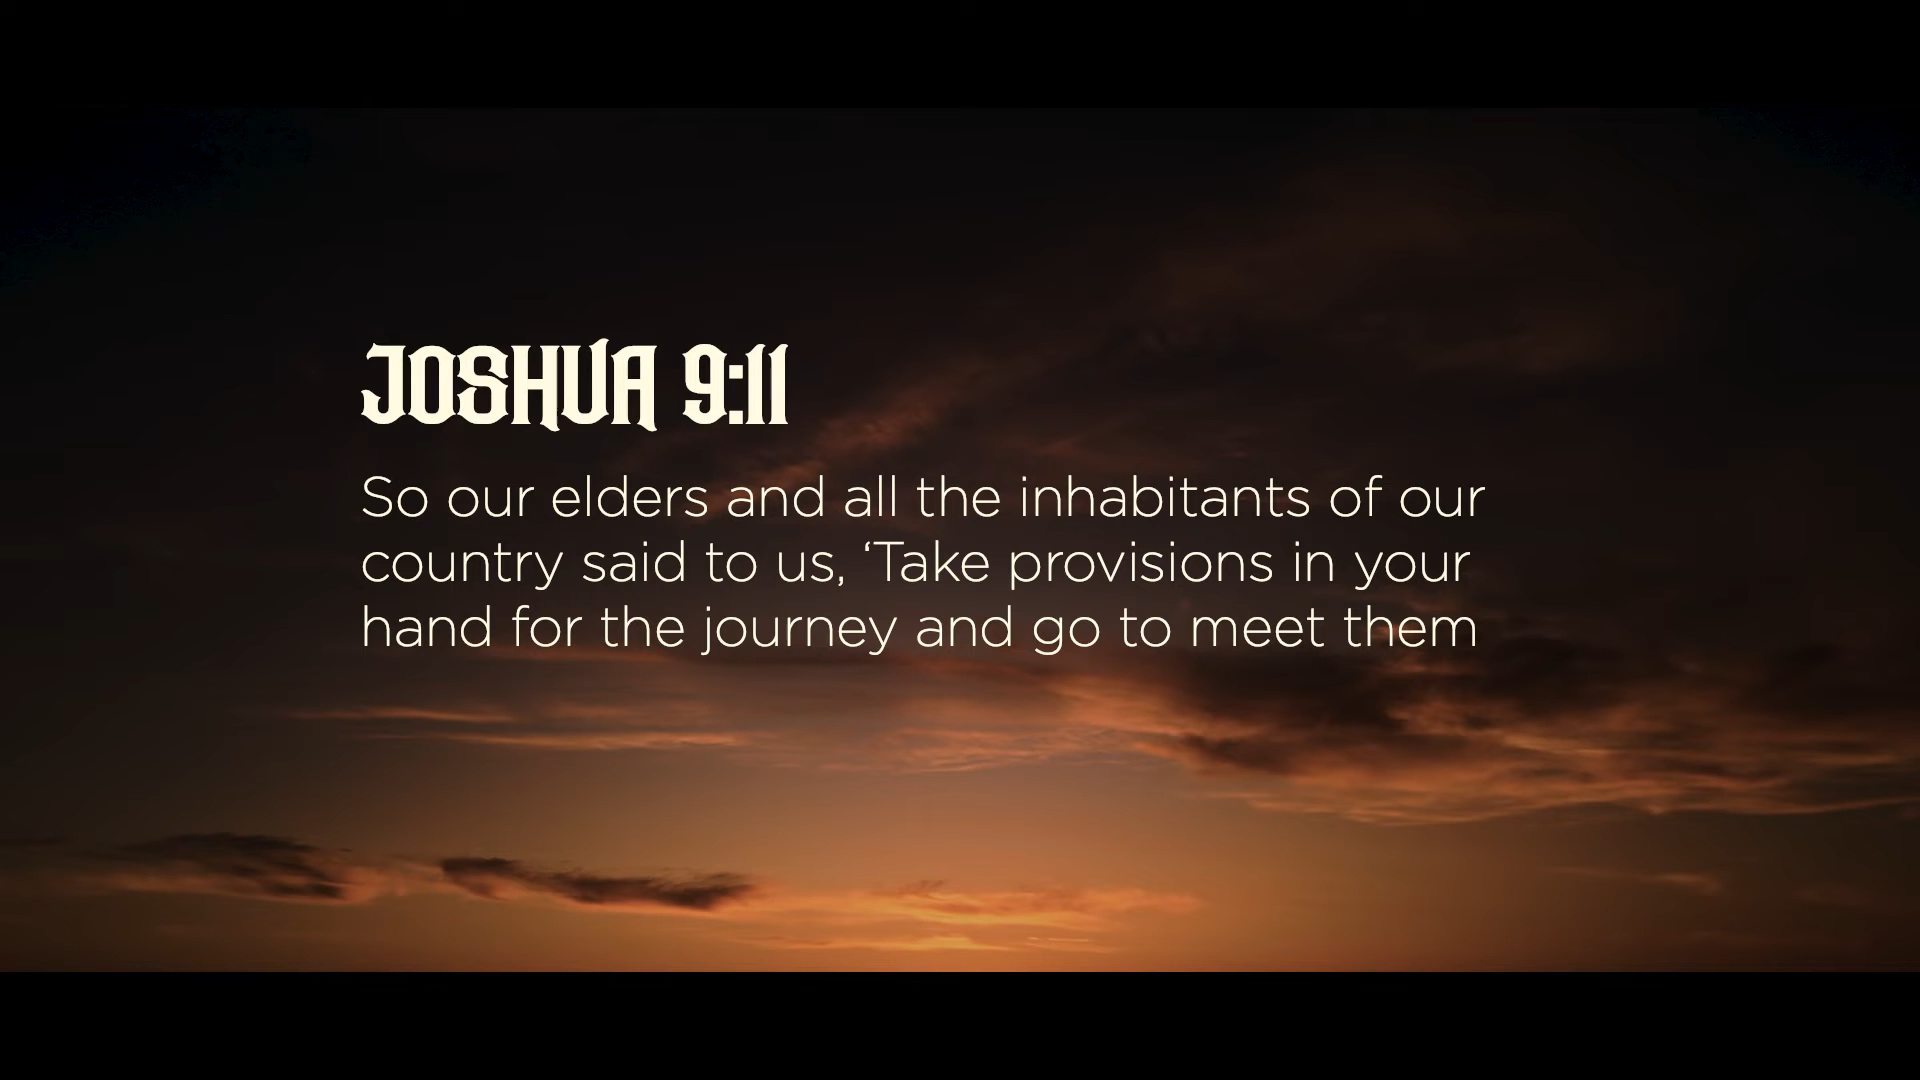 JOSHUA 9:11
So our elders and all the inhabitants of our
country said to us, ‘Take provisions in your
hand for the journey and go to meet them